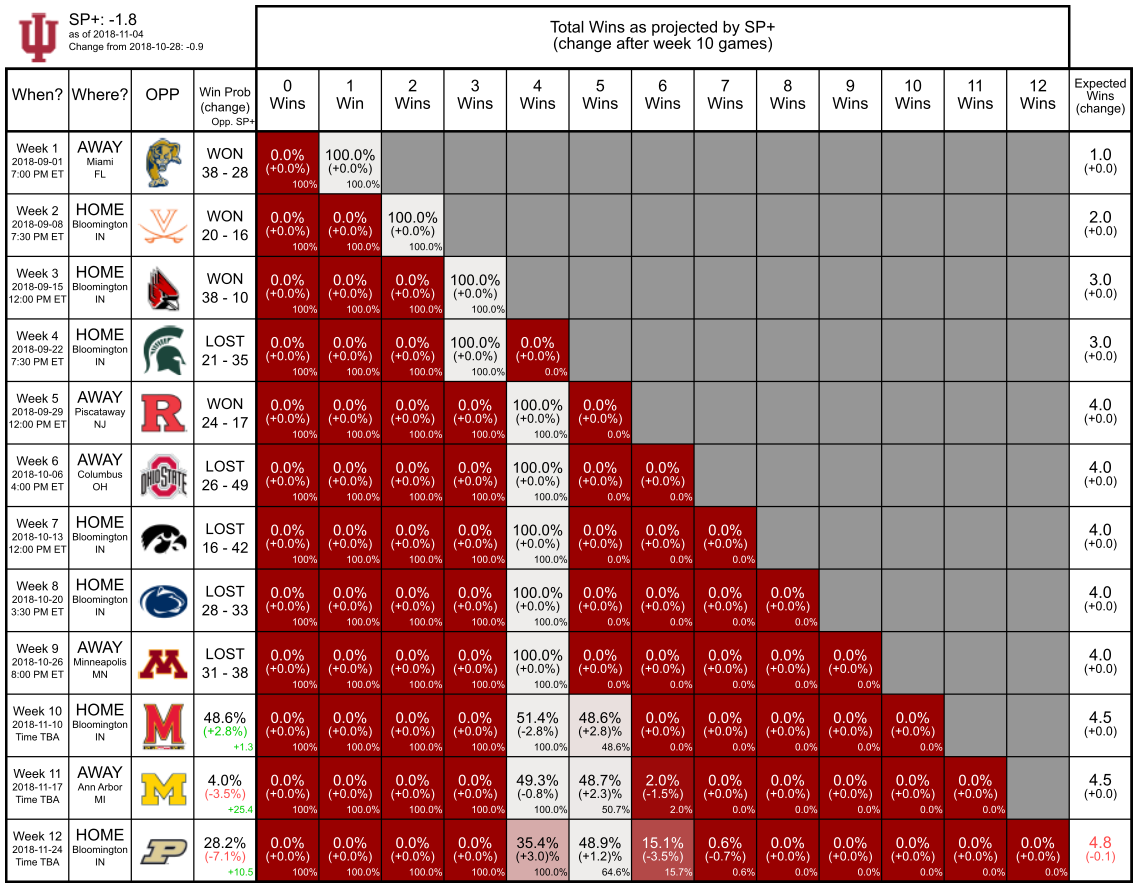 SP+: -1.8
as of 2018-11-04
Change from 2018-10-28: -0.9
Total Wins as projected by SP+
(change after week 10 games)
When? Where? OPP Win Prob (change) Opp. SP+ 0 Wins 1 Win 2 Wins 3 Wins 4 Wins 5 Wins 6 Wins 7 Wins 8 Wins 9 Wins 10 Wins 11 Wins 12 Wins Expected Wins (change)
Week 1 AWAY WON 0.0% 100.0% 1.0
2018-09-01 Miami 38 - 28 (+0.0%) (+0.0%) (+0.0)
7:00 PM ET FL 100% 100.0%
Week 2 HOME WON 0.0% 0.0% 100.0% 2.0
2018-09-08 Bloomington 20 - 16 (+0.0%) (+0.0%) (+0.0%) (+0.0)
7:30 PM ET IN 100% 100.0% 100.0%
Week 3 HOME WON 0.0% 0.0% 0.0% 100.0% 3.0
2018-09-15 Bloomington 38 - 10 (+0.0%) (+0.0%) (+0.0%) (+0.0%) (+0.0)
12:00 PM ET IN 100% 100.0% 100.0% 100.0%
Week 4 HOME LOST 0.0% 0.0% 0.0% 100.0% 0.0% 3.0
2018-09-22 Bloomington 21 - 35 (+0.0%) (+0.0%) (+0.0%) (+0.0%) (+0.0%) (+0.0)
7:30 PM ET IN 100% 100.0% 100.0% 100.0% 0.0%
Week 5 AWAY R WON 0.0% 0.0% 0.0% 0.0% 100.0% 0.0% 4.0
2018-09-29 Piscataway 24 - 17 (+0.0%) (+0.0%) (+0.0%) (+0.0%) (+0.0%) (+0.0%) (+0.0)
12:00 PM ET NJ 100% 100.0% 100.0% 100.0% 100.0% 0.0%
Week 6 AWAY OHIO STATE LOST 0.0% 0.0% 0.0% 0.0% 100.0% 0.0% 0.0% 4.0
2018-10-06 Columbus 26 - 49 (+0.0%) (+0.0%) (+0.0%) (+0.0%) (+0.0%) (+0.0%) (+0.0%) (+0.0)
4:00 PM ET OH 100% 100.0% 100.0% 100.0% 100.0% 0.0% 0.0%
Week 7 HOME LOST 0.0% 0.0% 0.0% 0.0% 100.0% 0.0% 0.0% 0.0% 4.0
2018-10-13 Bloomington 16 - 42 (+0.0%) (+0.0%) (+0.0%) (+0.0%) (+0.0%) (+0.0%) (+0.0%) (+0.0%) (+0.0)
12:00 PM ET IN 100% 100.0% 100.0% 100.0% 100.0% 0.0% 0.0% 0.0%
Week 8 HOME LOST 0.0% 0.0% 0.0% 0.0% 100.0% 0.0% 0.0% 0.0% 0.0% 4.0
2018-10-20 Bloomington 28 - 33 (+0.0%) (+0.0%) (+0.0%) (+0.0%) (+0.0%) (+0.0%) (+0.0%) (+0.0%) (+0.0%) (+0.0)
3:30 PM ET IN 100% 100.0% 100.0% 100.0% 100.0% 0.0% 0.0% 0.0% 0.0%
Week 9 AWAY M LOST 0.0% 0.0% 0.0% 0.0% 100.0% 0.0% 0.0% 0.0% 0.0% 0.0% 4.0
2018-10-26 Minneapolis 31 - 38 (+0.0%) (+0.0%) (+0.0%) (+0.0%) (+0.0%) (+0.0%) (+0.0%) (+0.0%) (+0.0%) (+0.0%) (+0.0)
8:00 PM ET MN 100% 100.0% 100.0% 100.0% 100.0% 0.0% 0.0% 0.0% 0.0% 0.0%
Week 10 HOME M 48.6% 0.0% 0.0% 0.0% 0.0% 51.4% 48.6% 0.0% 0.0% 0.0% 0.0% 0.0% 4.5
2018-11-10 Bloomington (+2.8%) (+0.0%) (+0.0%) (+0.0%) (+0.0%) (-2.8%) (+2.8)% (+0.0%) (+0.0%) (+0.0%) (+0.0%) (+0.0%) (+0.0)
Time TBA IN +1.3 100% 100.0% 100.0% 100.0% 100.0% 48.6% 0.0% 0.0% 0.0% 0.0% 0.0%
Week 11 AWAY M 4.0% 0.0% 0.0% 0.0% 0.0% 49.3% 48.7% 2.0% 0.0% 0.0% 0.0% 0.0% 0.0% 4.5
2018-11-17 Ann Arbor (-3.5%) (+0.0%) (+0.0%) (+0.0%) (+0.0%) (-0.8%) (+2.3)% (-1.5%) (+0.0%) (+0.0%) (+0.0%) (+0.0%) (+0.0%) (+0.0)
Time TBA MI +25.4 100% 100.0% 100.0% 100.0% 100.0% 50.7% 2.0% 0.0% 0.0% 0.0% 0.0% 0.0%
Week 12 HOME P 28.2% 0.0% 0.0% 0.0% 0.0% 35.4% 48.9% 15.1% 0.6% 0.0% 0.0% 0.0% 0.0% 0.0% 4.8
2018-11-24 Bloomington (-7.1%) (+0.0%) (+0.0%) (+0.0%) (+0.0%) (+3.0)% (+1.2)% (-3.5%) (-0.7%) (+0.0%) (+0.0%) (+0.0%) (+0.0%) (+0.0%) (-0.1)
Time TBA IN +10.5 100% 100.0% 100.0% 100.0% 100.0% 64.6% 15.7% 0.6% 0.0% 0.0% 0.0% 0.0% 0.0%